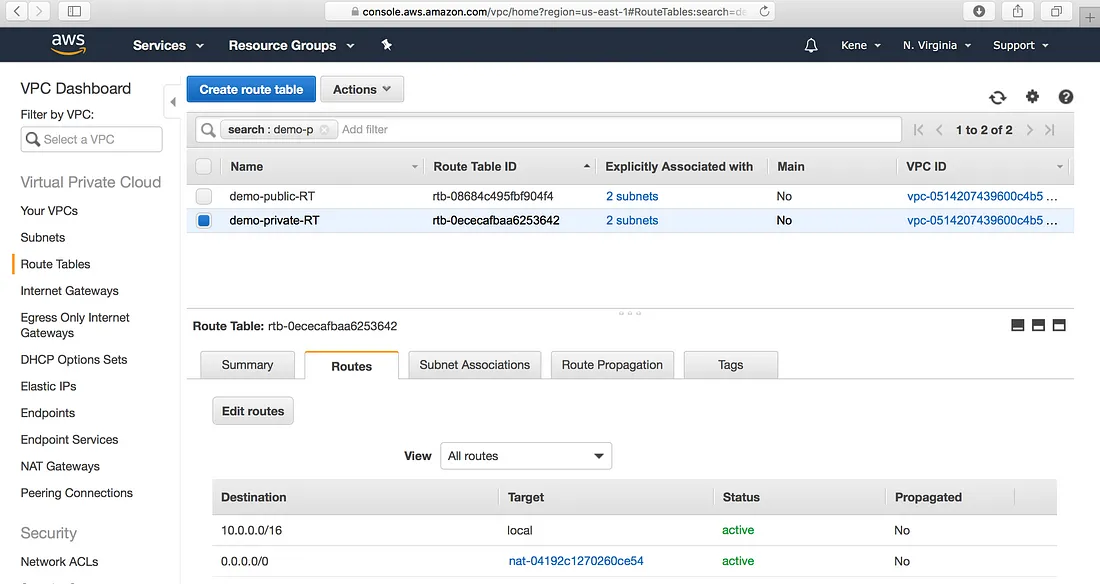 console.aws.amazon.com/vpc/home?region=us-east-1#RouteTables:search=de
aws Services Resource Groups Kene N. Virginia Support
VPC Dashboard
Filter by VPC:
Select a VPC
Virtual Private Cloud
Your VPCs
Subnets
Route Tables
Internet Gateways
Egress Only Internet
Gateways
DHCP Options Sets
Elastic IPs
Endpoints
Endpoint Services
NAT Gateways
Peering Connections
Security
Network ACLs
Create route table Actions
search : demo-p Add filter 1 to 2 of 2
Name Route Table ID Explicitly Associated with Main VPC ID
demo-public-RT rtb-08684c495fbf904f4 2 subnets No vpc-0514207439600c4b5 ...
demo-private-RT rtb-0ececafbaa6253642 2 subnets No vpc-0514207439600c4b5 ...
Route Table: rtb-0ececafbaa6253642
Summary Routes Subnet Associations Route Propagation Tags
Edit routes
View All routes
Destination Target Status Propagated
10.0.0.0/16 local active No
0.0.0.0/0 nat-04192c1270260ce54 active No